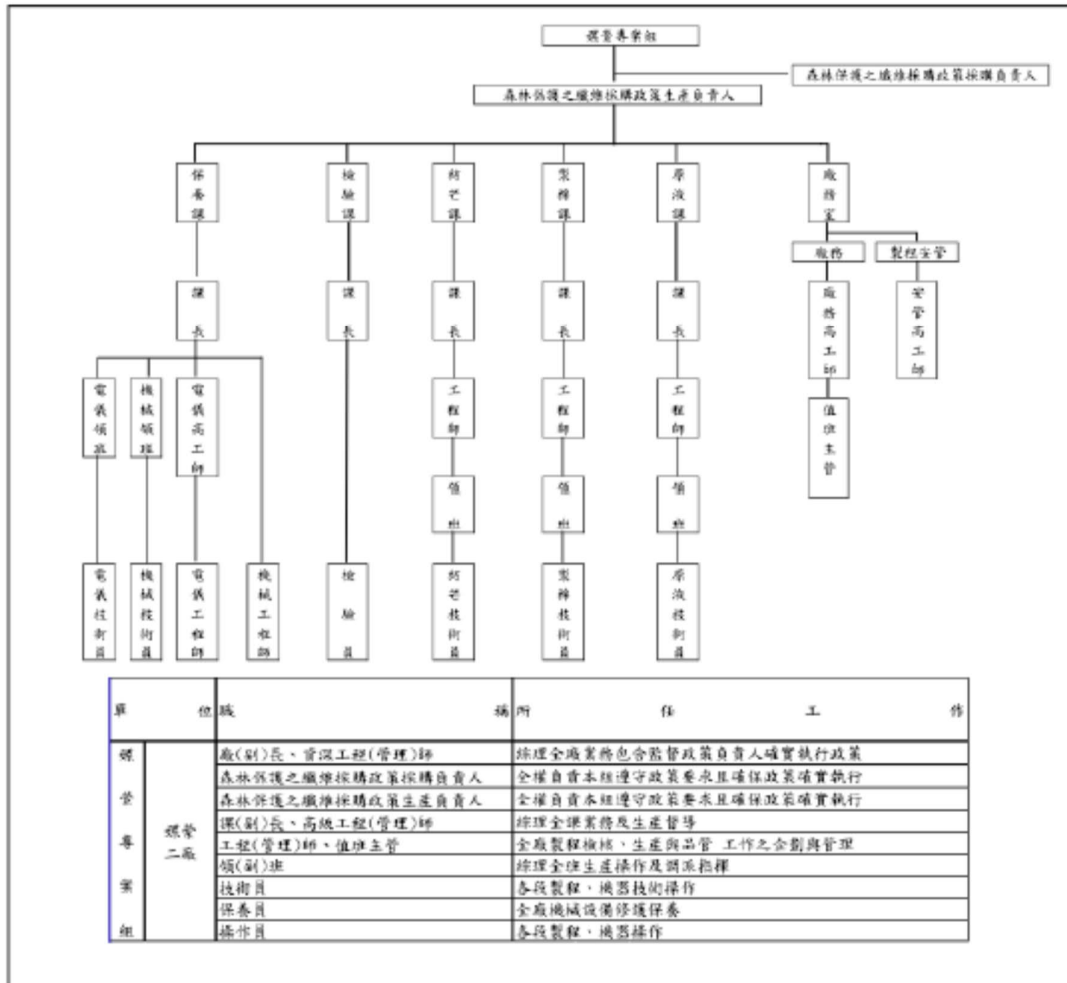 嫘縈專案組
森林保護之纖維採購政策採購負責人
森林保護之纖維採購政策生產負責人
保養課
檢驗課
紡芒課
製棉課
原液課
廠務室
廠務
製程安管
課長
課長
課長
課長
課長
廠務高工師
安管高工師
電儀領班
機械領班
電儀高工師
工程師
工程師
工程師
值班主管
領班
領班
領班
電儀技術員
機械技術員
電儀工程師
機械工程師
檢驗員
紡芒技術員
製棉技術員
原液技術員
單位 職稱 所任工作
嫘縈專案組
嫘縈二廠
廠(副)長、資深工程(管理)師 綜理全廠業務包含監督政策負責人確實執行政策
森林保護之纖維採購政策採購負責人 全權負責本組遵守政策要求且確保政策確實執行
森林保護之纖維採購政策生產負責人 全權負責本組遵守政策要求且確保政策確實執行
課(副)長、高級工程(管理)師 綜理全課業務及生產督導
工程(管理)師、值班主管 全廠製程檢核、生產與品管 工作之企劃與管理
領(副)班 綜理全班生產操作及調派指揮
技術員 各段製程、機器技術操作
保養員 全廠機械設備修護保養
操作員 各段製程、機器操作